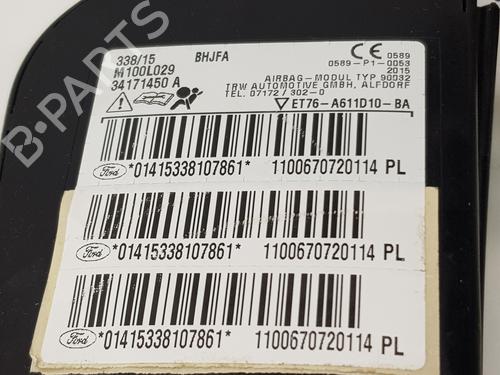 338/15 BHJFA
M100L029
34171450 A
CE 0589
0589-P1-0053
2015
AIRBAG-MODUL TYP 90032
TRW AUTOMOTIVE GMBH, ALFDORF
TEL. 07172 / 302-0
ET76-A611D10-BA
Ford *01415338107861* 1100670720114 PL
Ford *01415338107861* 1100670720114 PL
Ford *01415338107861* 1100670720114 PL
B-PARTS